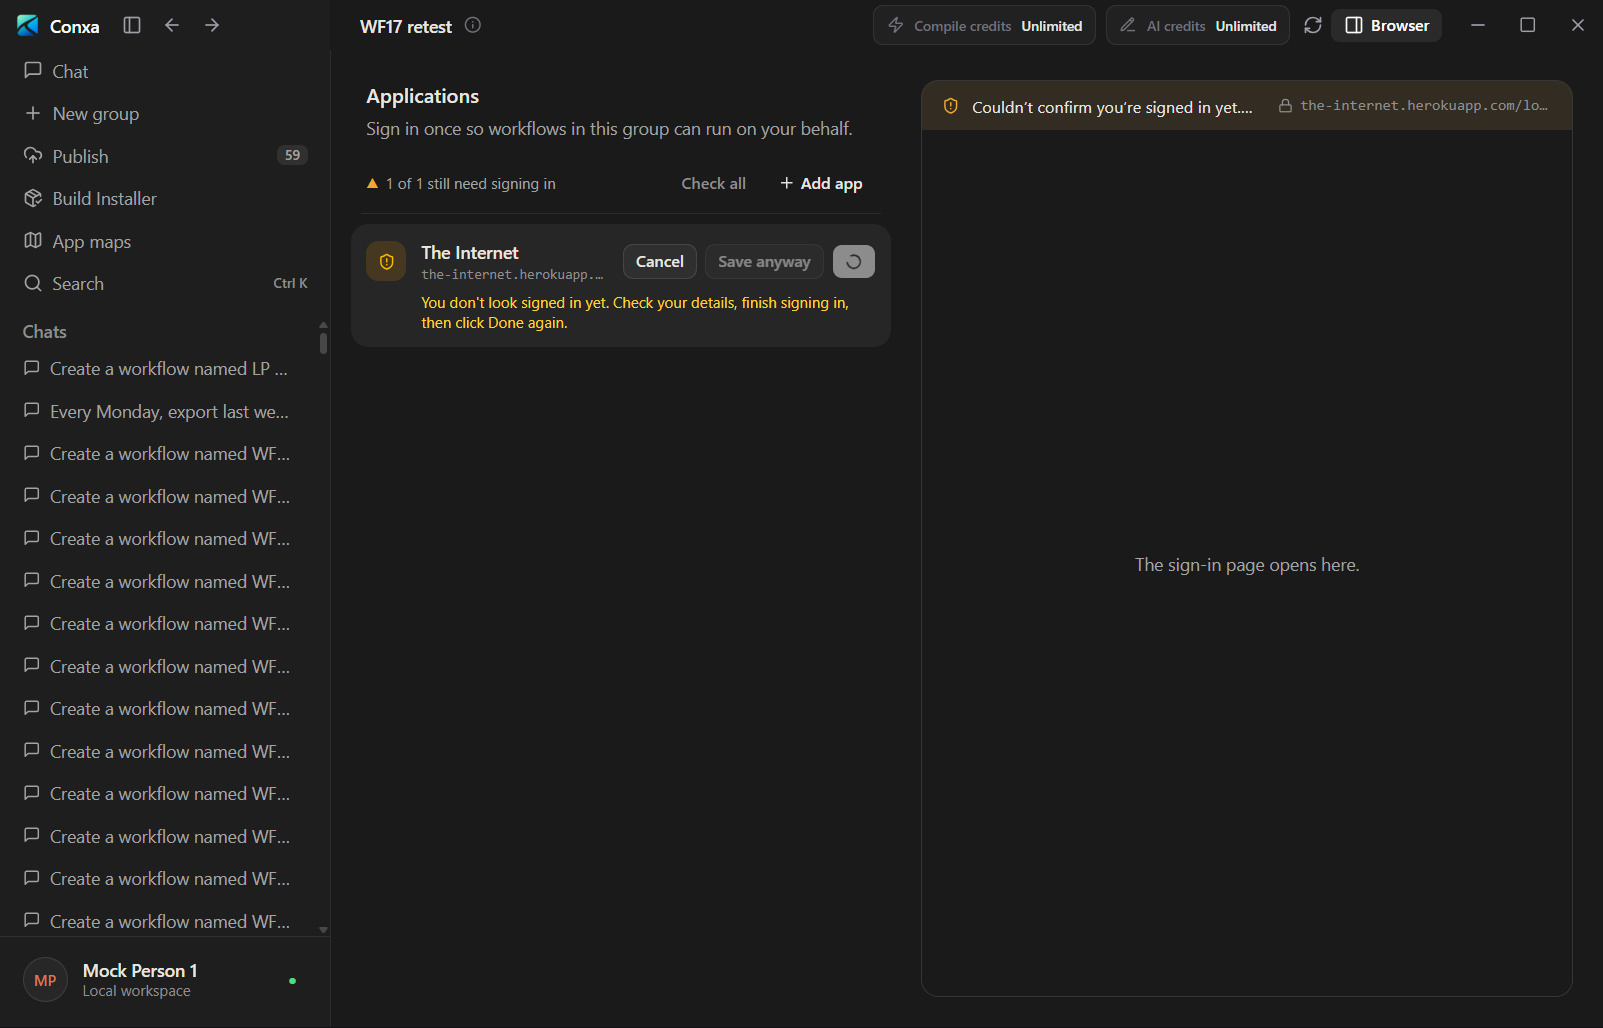 Conxa
WF17 retest
Compile credits Unlimited
AI credits Unlimited
Browser
Chat
New group
Publish 59
Build Installer
App maps
Search Ctrl K
Chats
Create a workflow named LP ...
Every Monday, export last we...
Create a workflow named WF...
Create a workflow named WF...
Create a workflow named WF...
Create a workflow named WF...
Create a workflow named WF...
Create a workflow named WF...
Create a workflow named WF...
Create a workflow named WF...
Create a workflow named WF...
Create a workflow named WF...
Create a workflow named WF...
Create a workflow named WF...
MP
Mock Person 1
Local workspace
Applications
Sign in once so workflows in this group can run on your behalf.
1 of 1 still need signing in
Check all
Add app
The Internet
the-internet.herokuapp....
Cancel
Save anyway
You don't look signed in yet. Check your details, finish signing in,
then click Done again.
Couldn’t confirm you’re signed in yet....
the-internet.herokuapp.com/lo...
The sign-in page opens here.